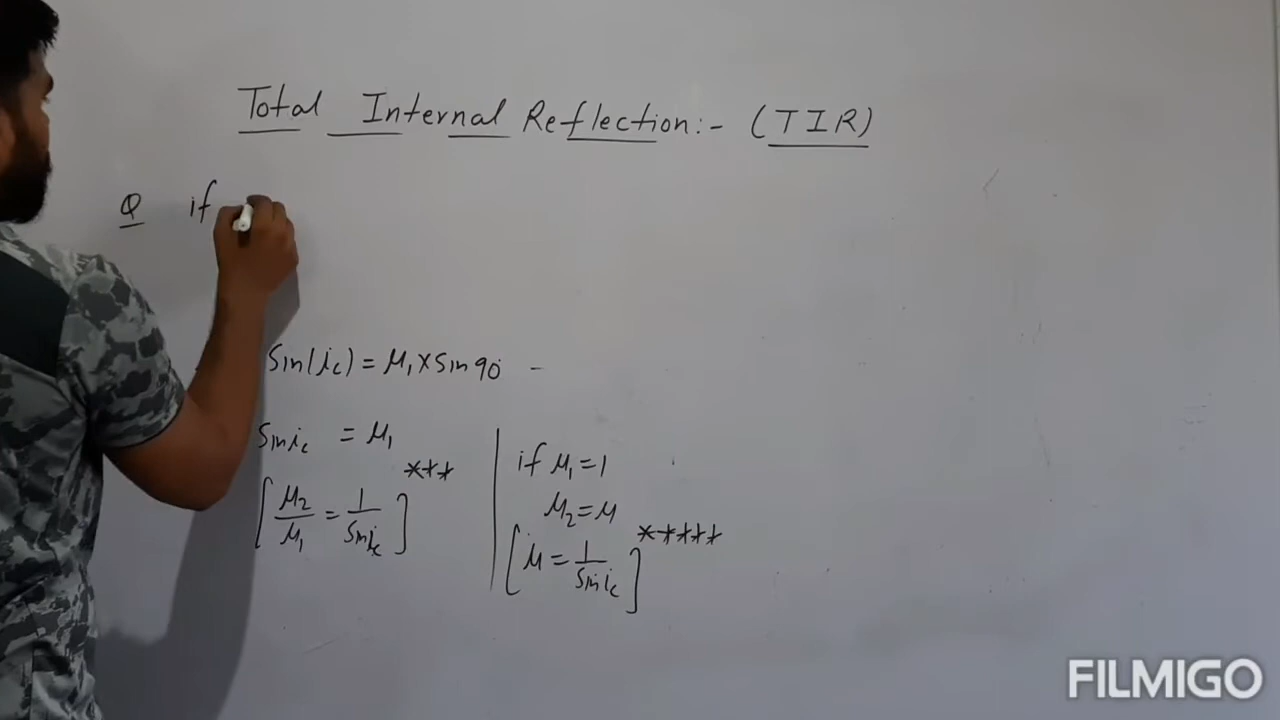 Total Internal Reflection:- (TIR)
Q if
Sin(ic) = μ1 x Sin 90° -
Sin ic = μ1
[μ2/μ1 = 1/Sin ic] ***
if μ1 = 1
μ2 = μ
[μ = 1/Sin ic] *****
FILMIGO